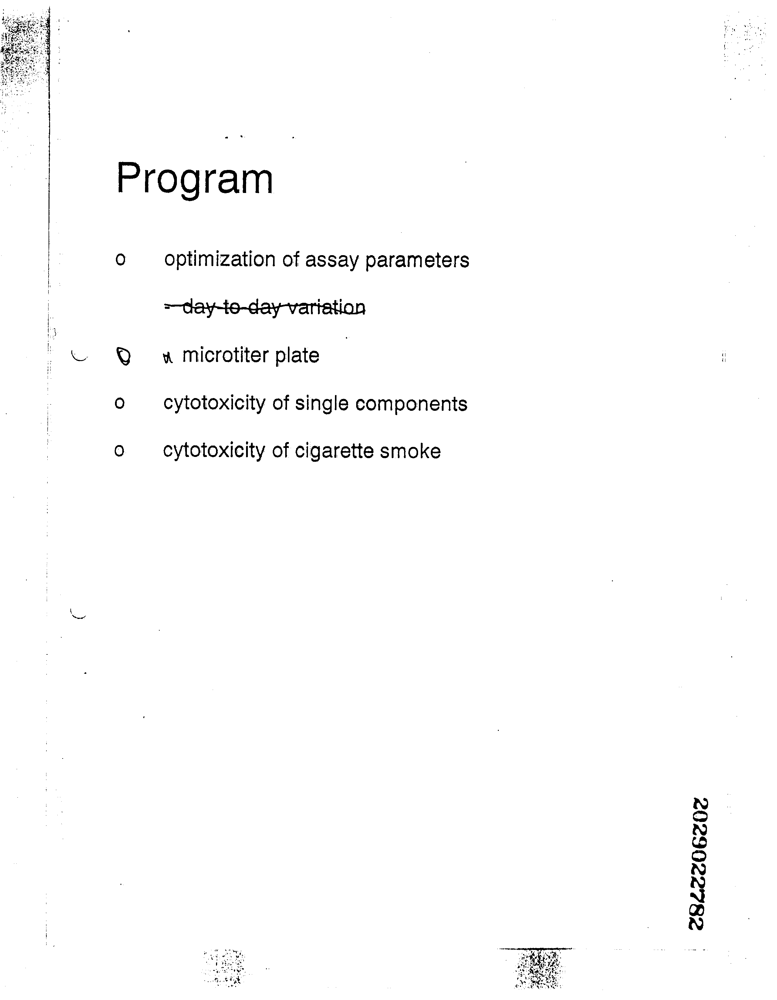 Program
o optimization of assay parameters
- day-to-day variation
o microtiter plate
o cytotoxicity of single components
o cytotoxicity of cigarette smoke
2029022782